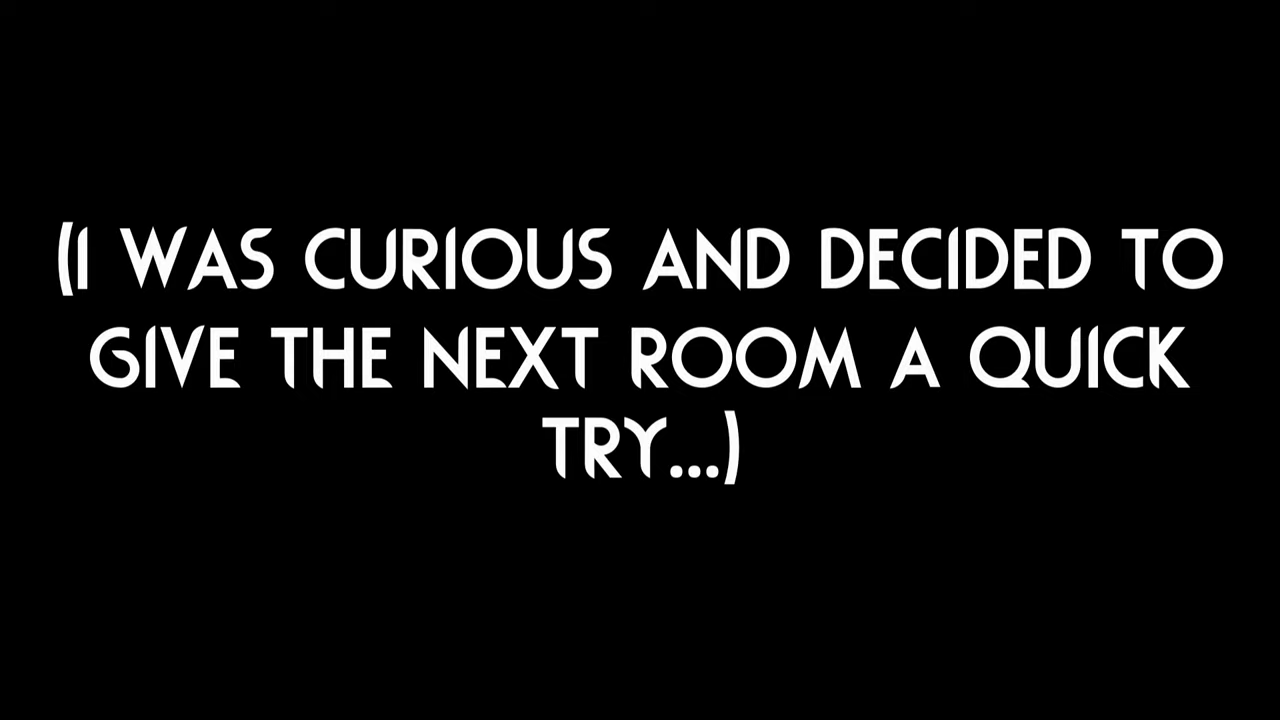 (I WAS CURIOUS AND DECIDED TO
GIVE THE NEXT ROOM A QUICK
TRY...)